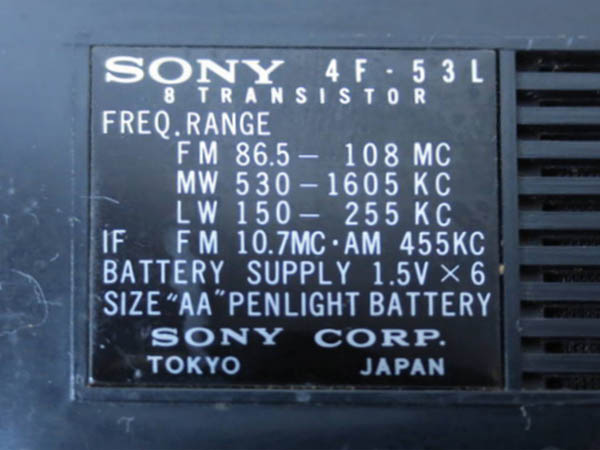 SONY 4F-53L
8 TRANSISTOR
FREQ.RANGE
FM 86.5 – 108 MC
MW 530 – 1605 KC
LW 150 – 255 KC
IF FM 10.7MC·AM 455KC
BATTERY SUPPLY 1.5V × 6
SIZE "AA" PENLIGHT BATTERY
SONY CORP.
TOKYO JAPAN